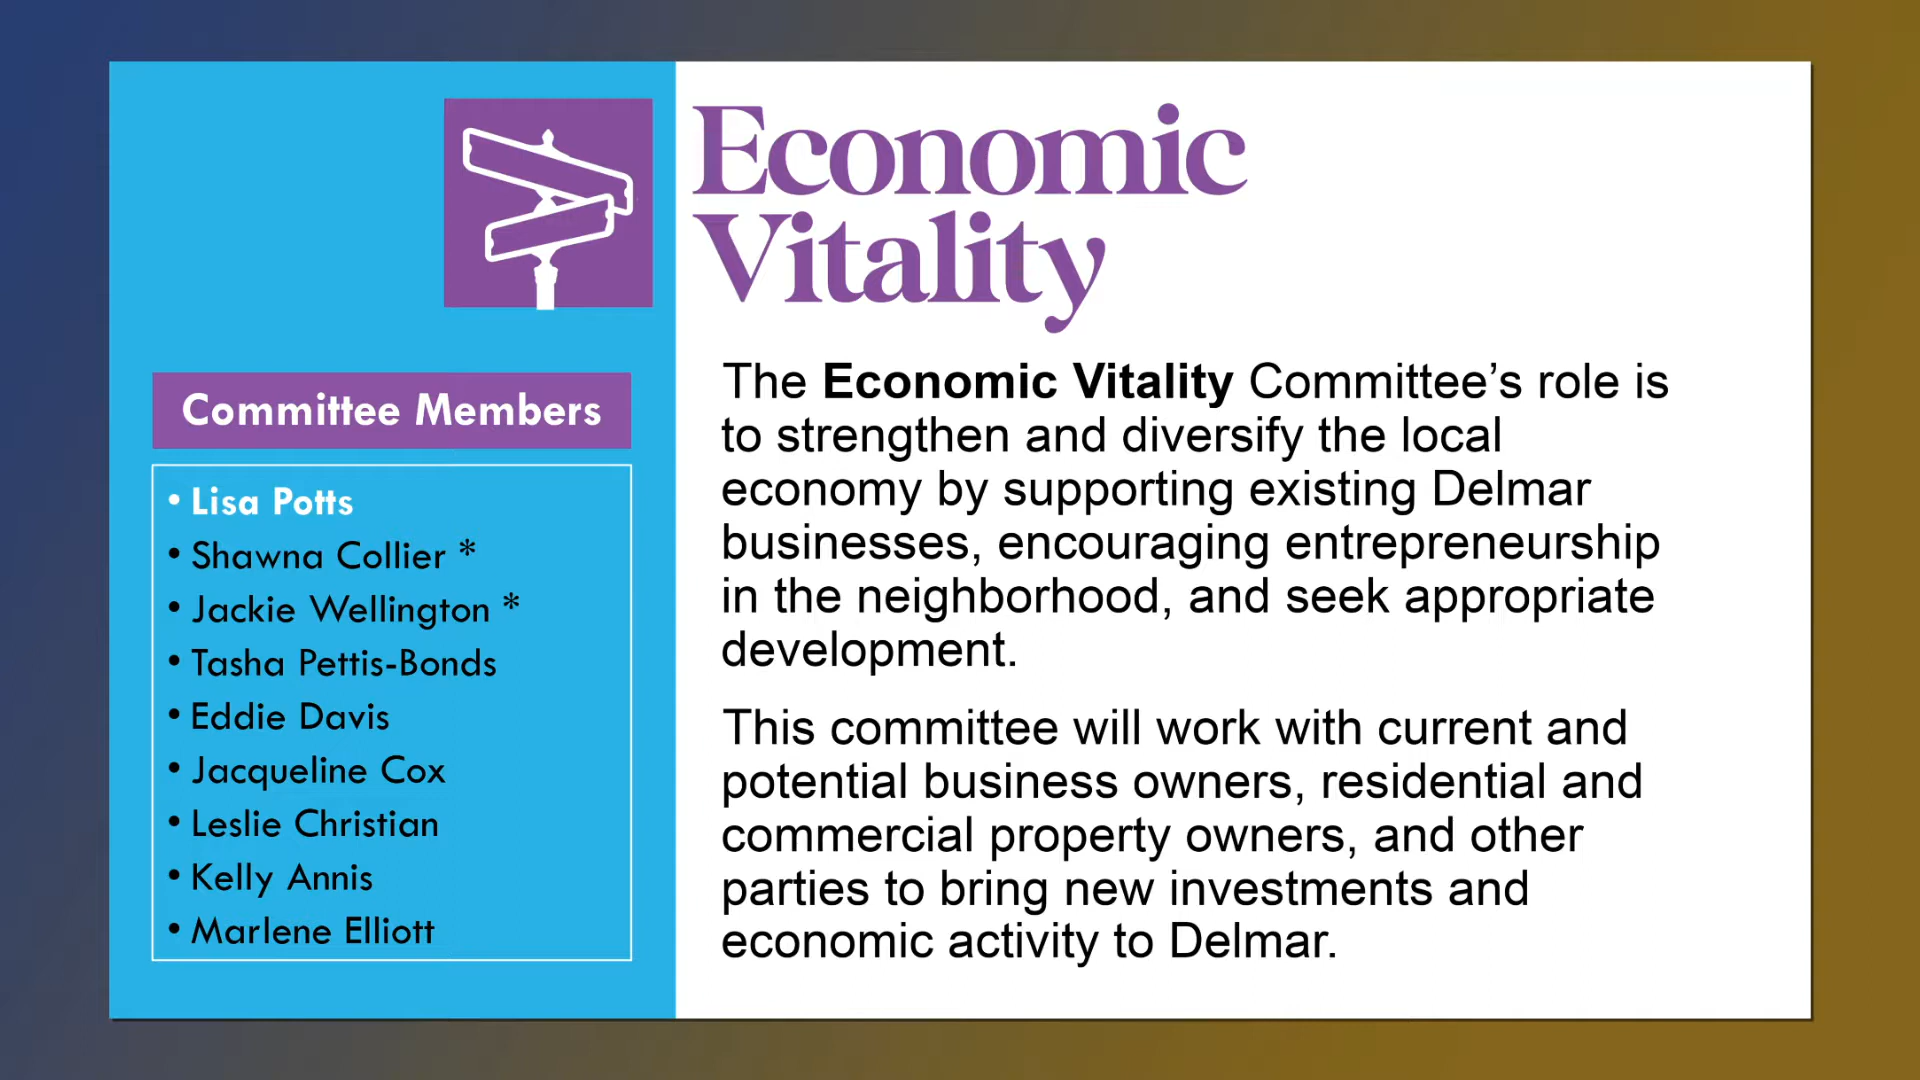 Economic
Vitality
Committee Members
• Lisa Potts
• Shawna Collier *
• Jackie Wellington *
• Tasha Pettis-Bonds
• Eddie Davis
• Jacqueline Cox
• Leslie Christian
• Kelly Annis
• Marlene Elliott
The Economic Vitality Committee’s role is
to strengthen and diversify the local
economy by supporting existing Delmar
businesses, encouraging entrepreneurship
in the neighborhood, and seek appropriate
development.
This committee will work with current and
potential business owners, residential and
commercial property owners, and other
parties to bring new investments and
economic activity to Delmar.